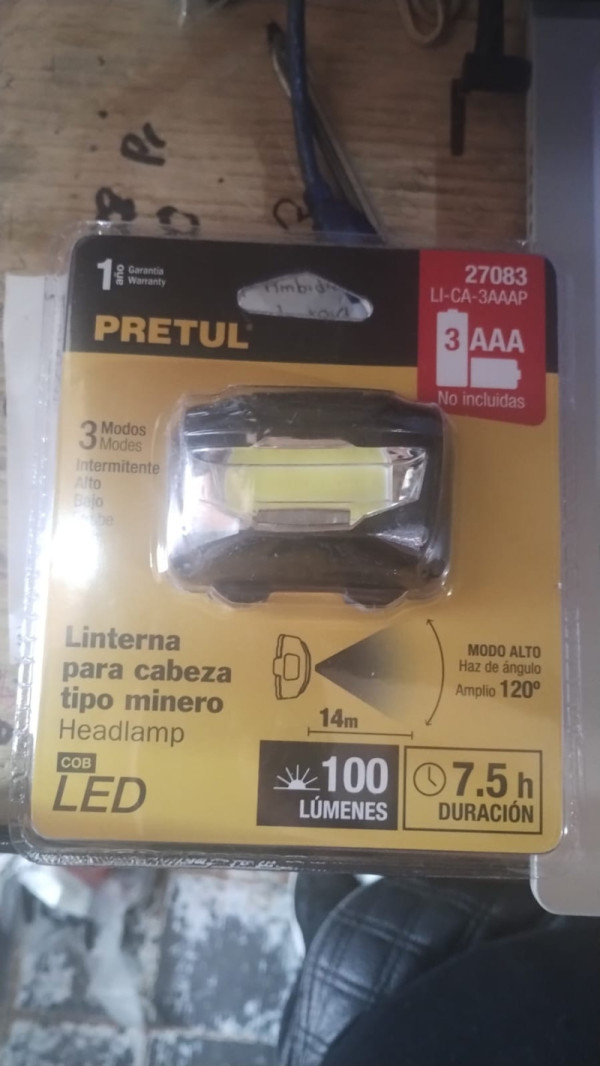 1 año Garantía
Warranty
PRETUL
27083
LI-CA-3AAAP
3 AAA
No incluidas
3 Modos
Modes
Intermitente
Alto
Bajo
Linterna
para cabeza
tipo minero
Headlamp
COB
LED
14m
MODO ALTO
Haz de ángulo
Amplio 120º
100
LÚMENES
7.5 h
DURACIÓN